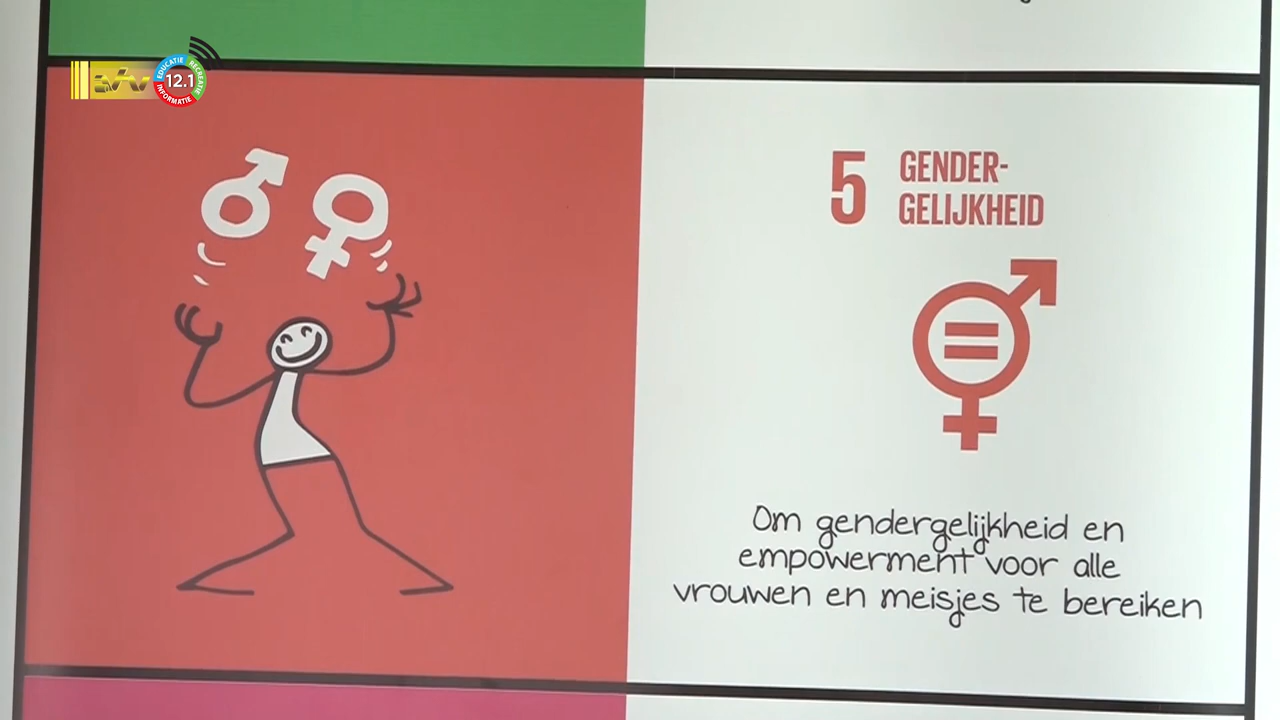 EDUCATIE
RECREATIE
12.1
INFORMATIE
5
GENDER-
GELIJKHEID
Om gendergelijkheid en
empowerment voor alle
vrouwen en meisjes te bereiken